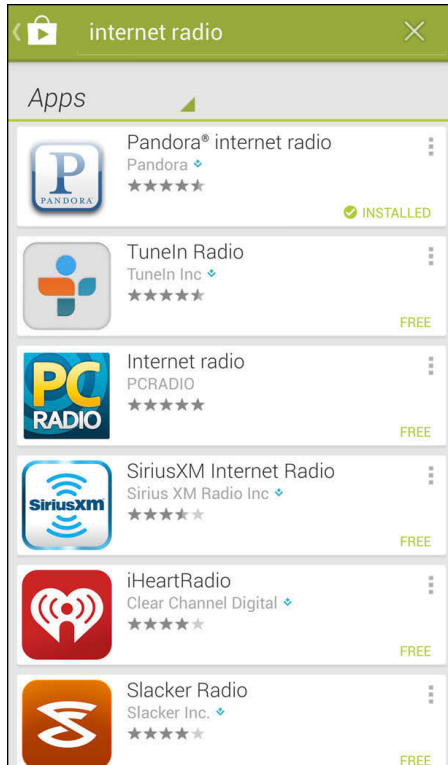 internet radio
Apps
Pandora® internet radio
P
PANDORA
Pandora
INSTALLED
TuneIn Radio
TuneIn Inc
FREE
Internet radio
PC
RADIO
PCRADIO
FREE
SiriusXM Internet Radio
SiriusXM
Sirius XM Radio Inc
FREE
iHeartRadio
Clear Channel Digital
FREE
Slacker Radio
Slacker Inc.
FREE